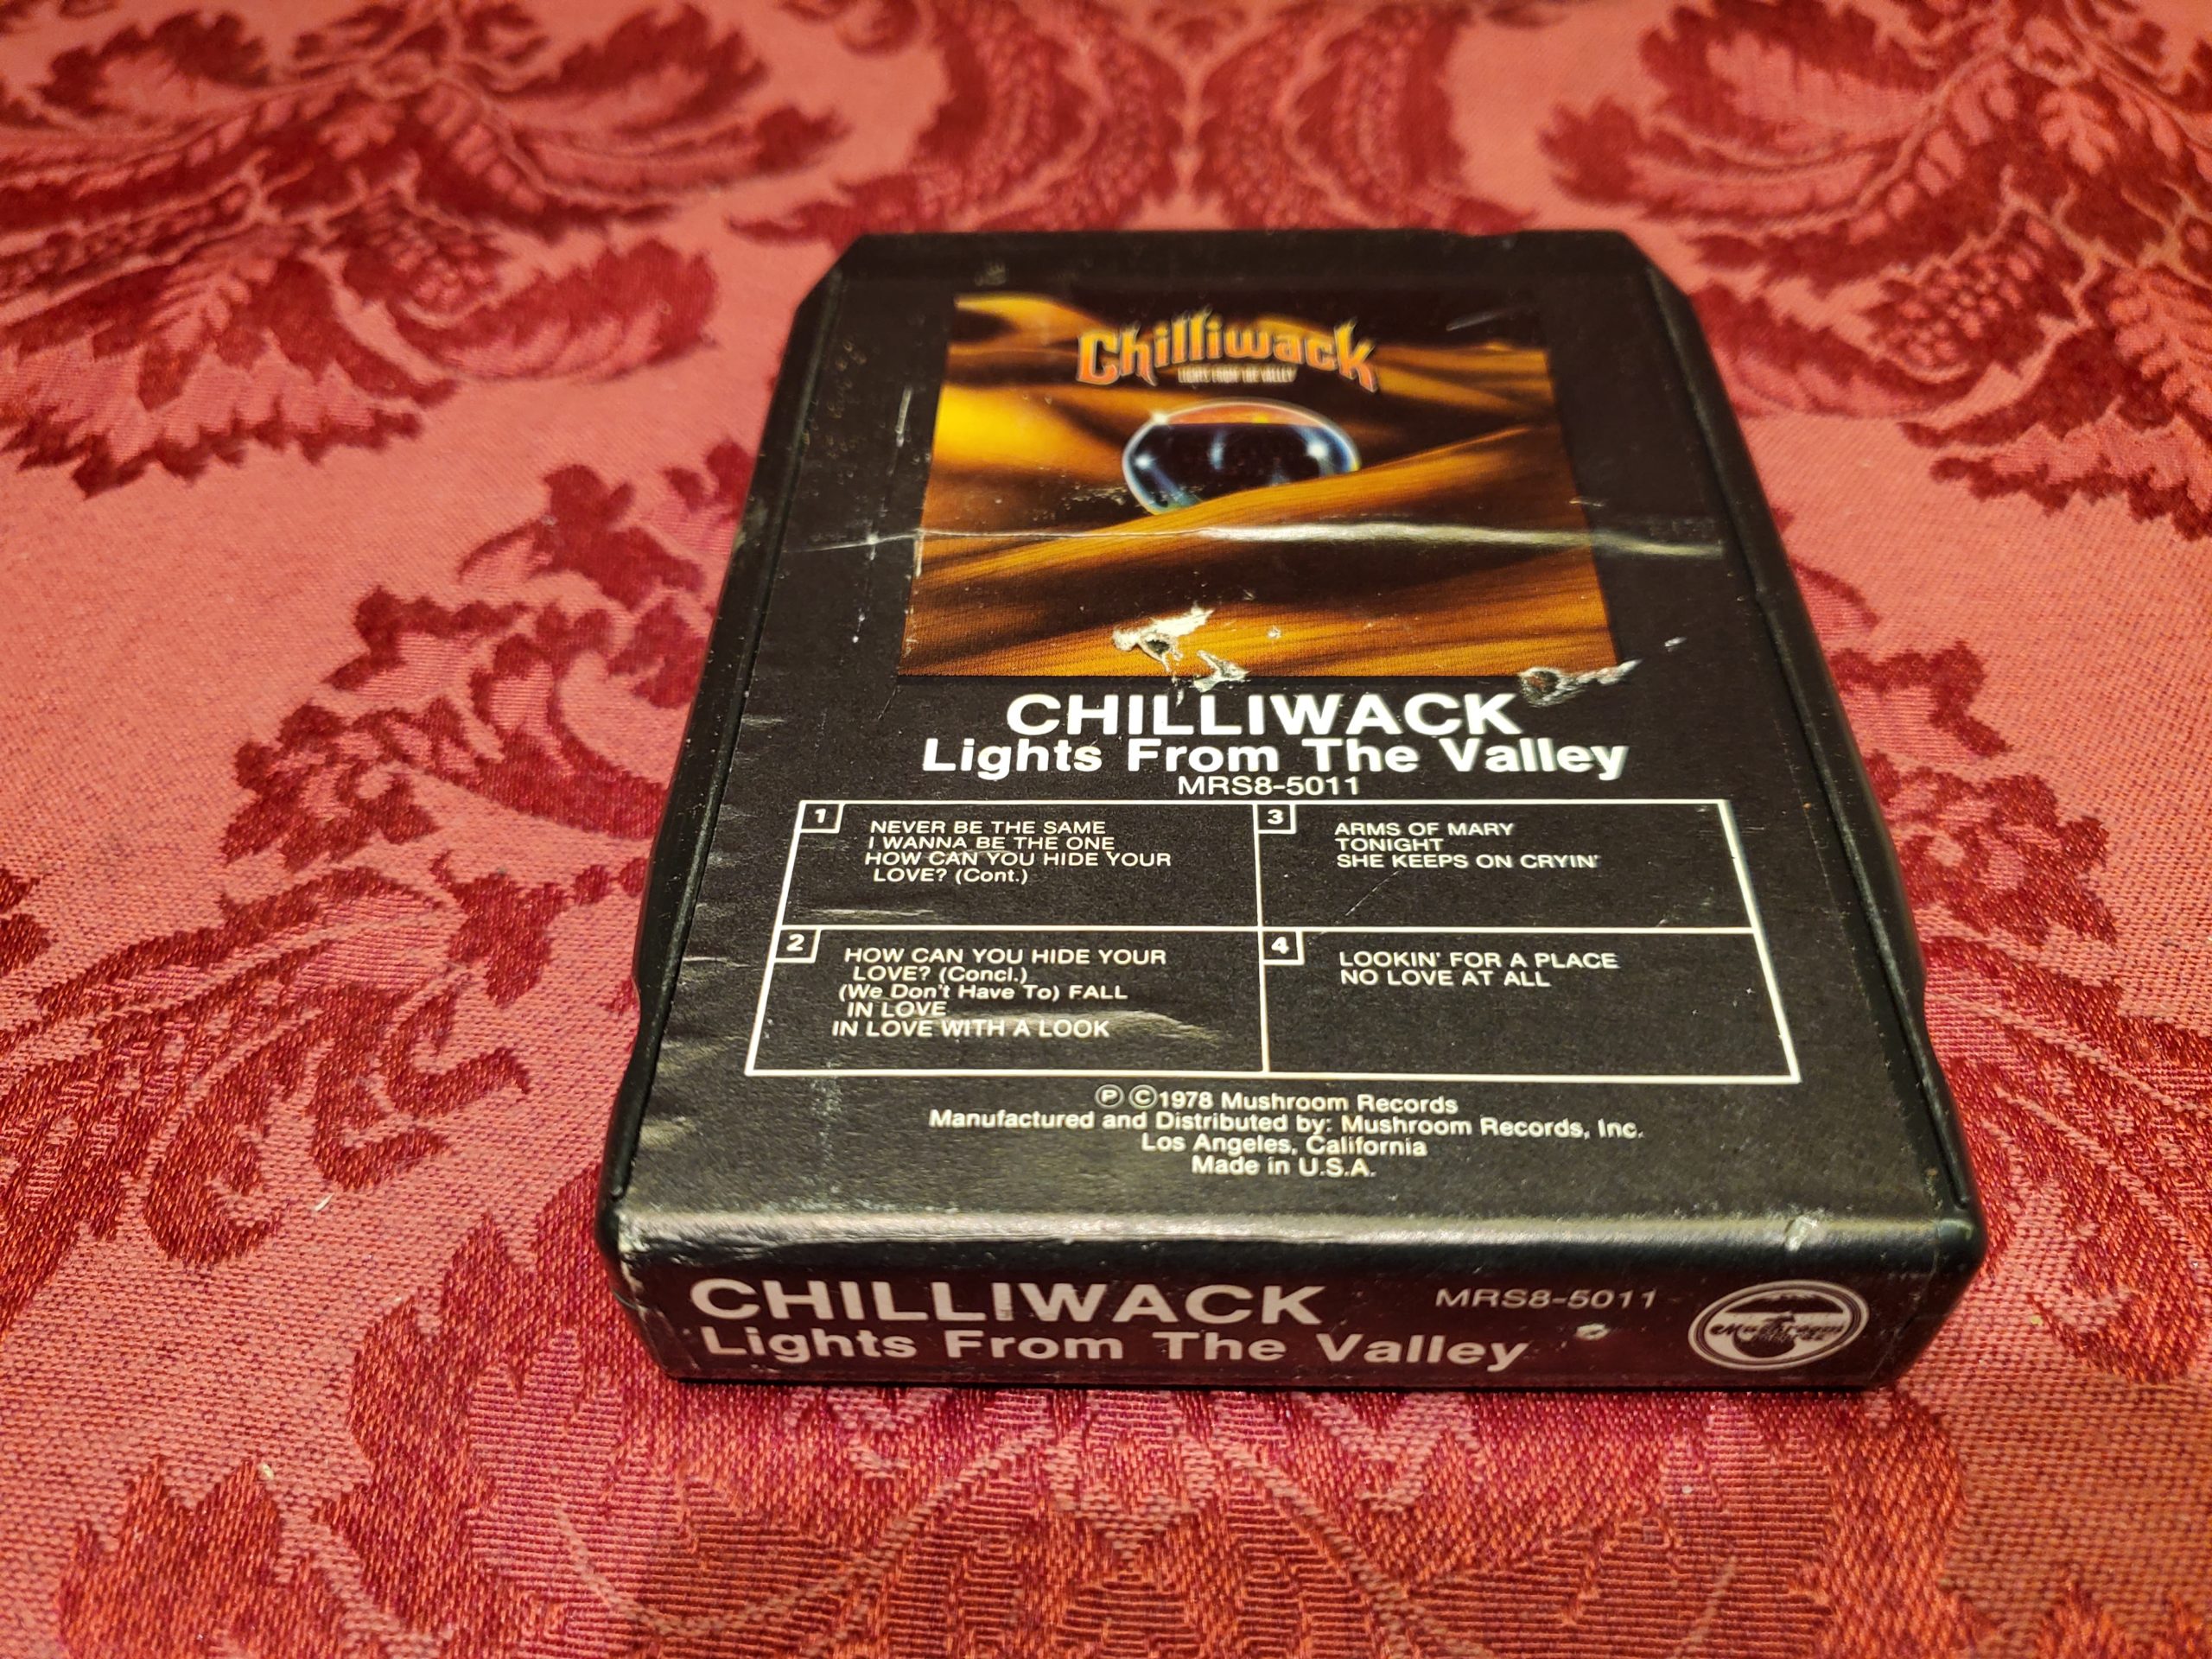 Chilliwack
LIGHTS FROM THE VALLEY
CHILLIWACK
Lights From The Valley
MRS8-5011
1
NEVER BE THE SAME
I WANNA BE THE ONE
HOW CAN YOU HIDE YOUR
LOVE? (Cont.)
2
HOW CAN YOU HIDE YOUR
LOVE? (Concl.)
(We Don't Have To) FALL
IN LOVE
IN LOVE WITH A LOOK
3
ARMS OF MARY
TONIGHT
SHE KEEPS ON CRYIN'
4
LOOKIN' FOR A PLACE
NO LOVE AT ALL
Ⓟ ©1978 Mushroom Records
Manufactured and Distributed by: Mushroom Records, Inc.
Los Angeles, California
Made in U.S.A.
CHILLIWACK
Lights From The Valley
MRS8-5011
Mushroom